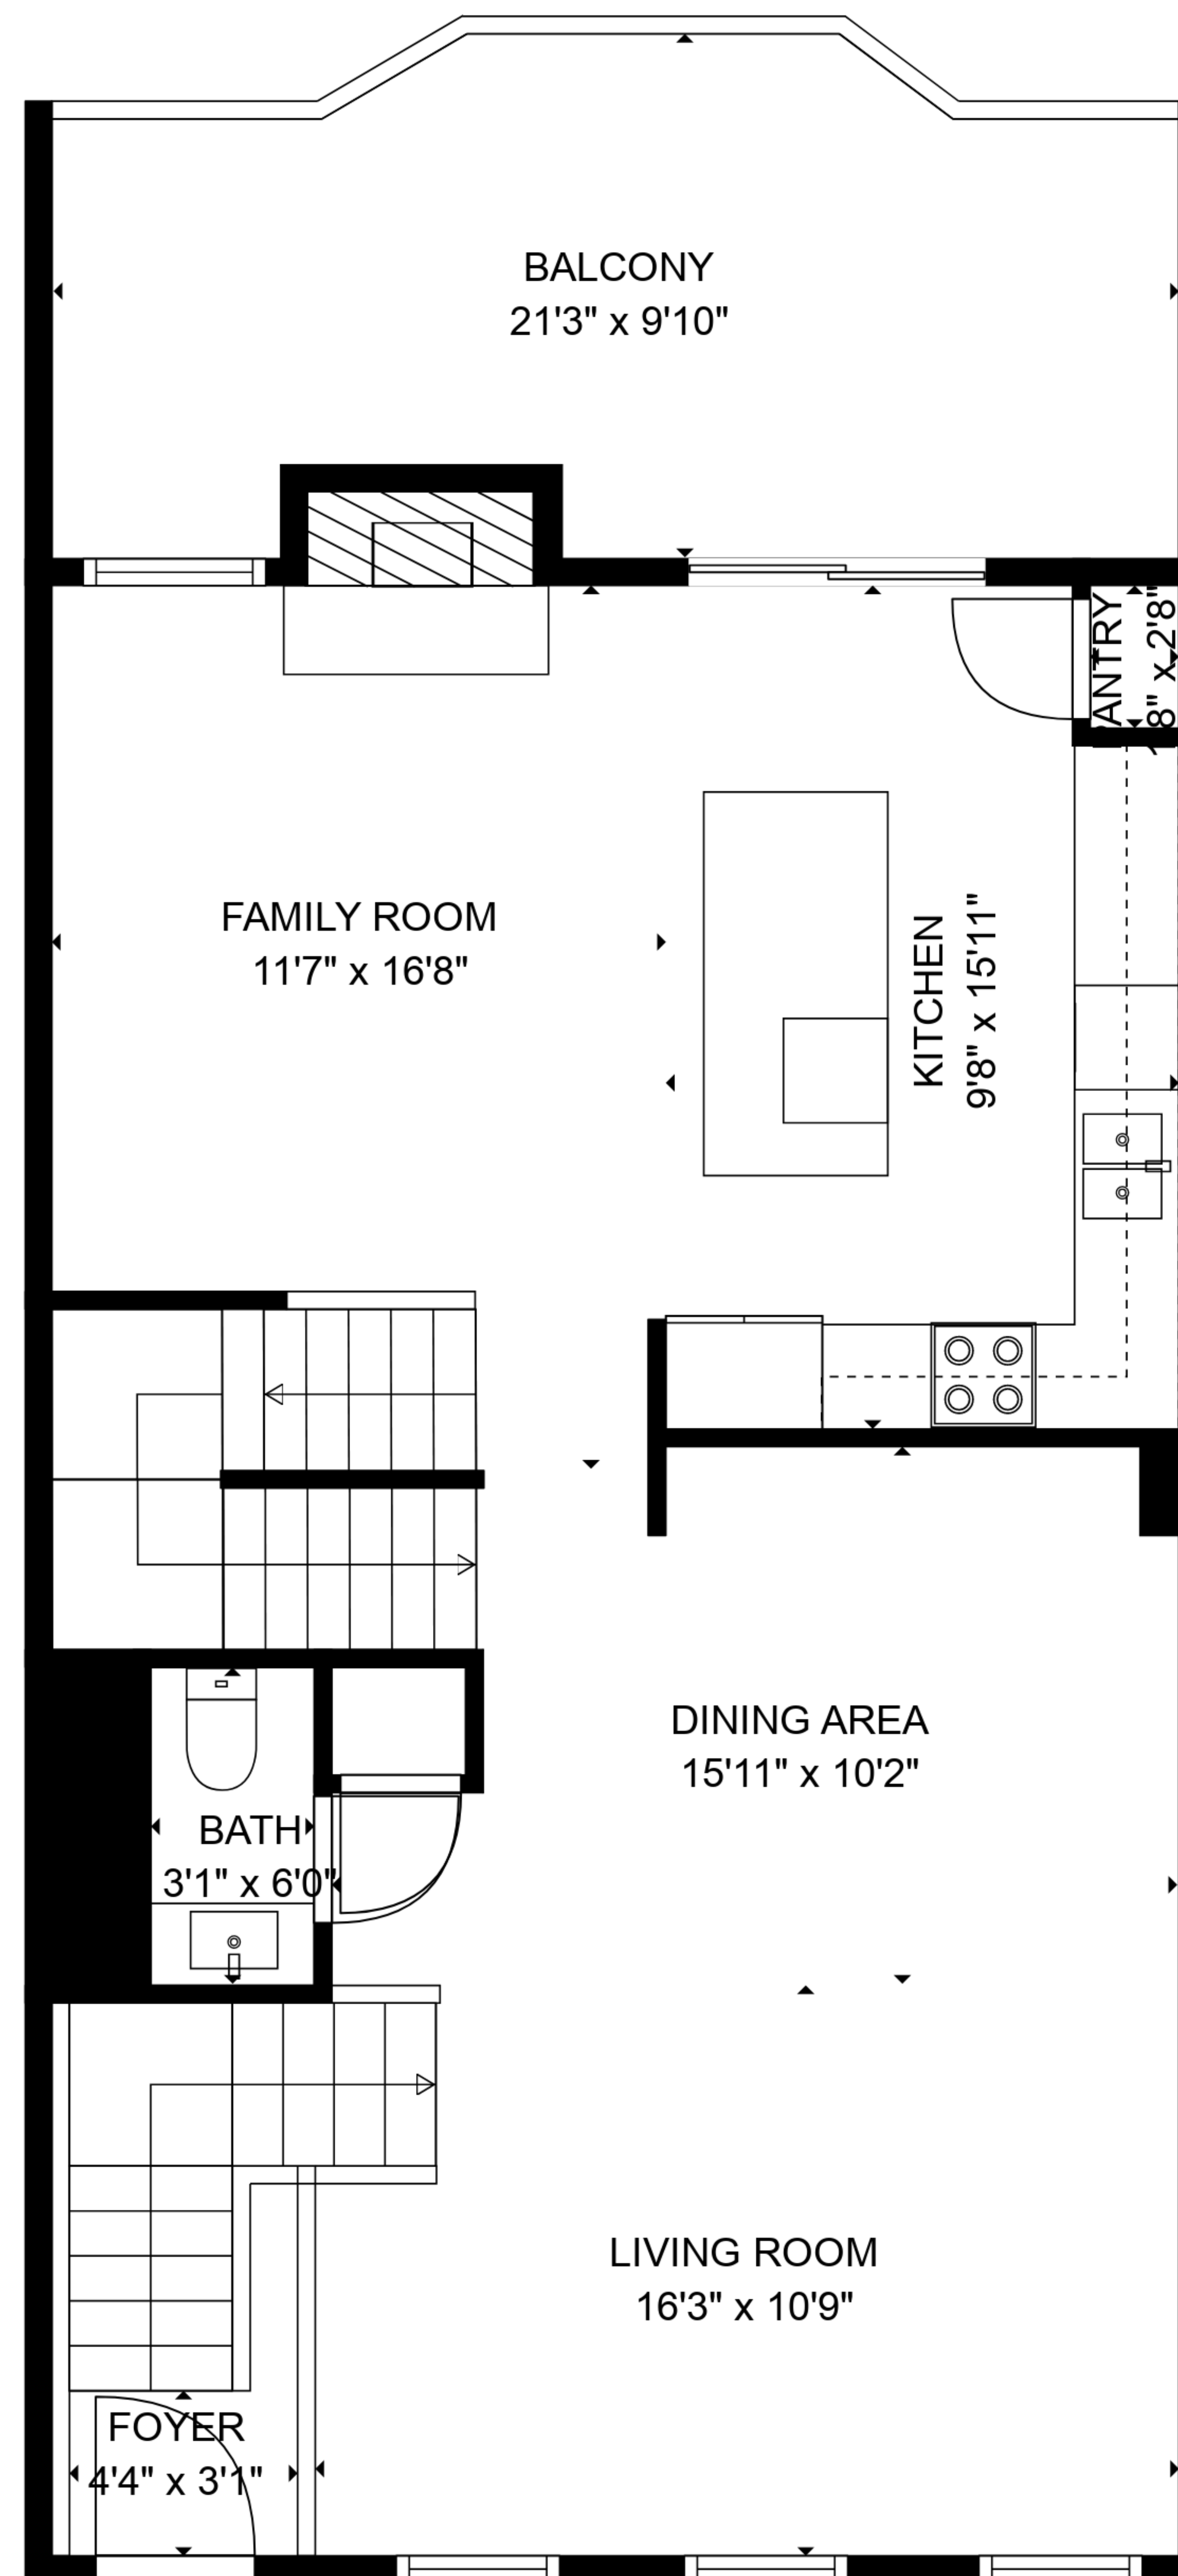 BALCONY
21'3" x 9'10"
FAMILY ROOM
11'7" x 16'8"
KITCHEN
9'8" x 15'11"
DINING AREA
15'11" x 10'2"
BATH
3'1" x 6'0"
LIVING ROOM
16'3" x 10'9"
FOYER
4'4" x 3'1"